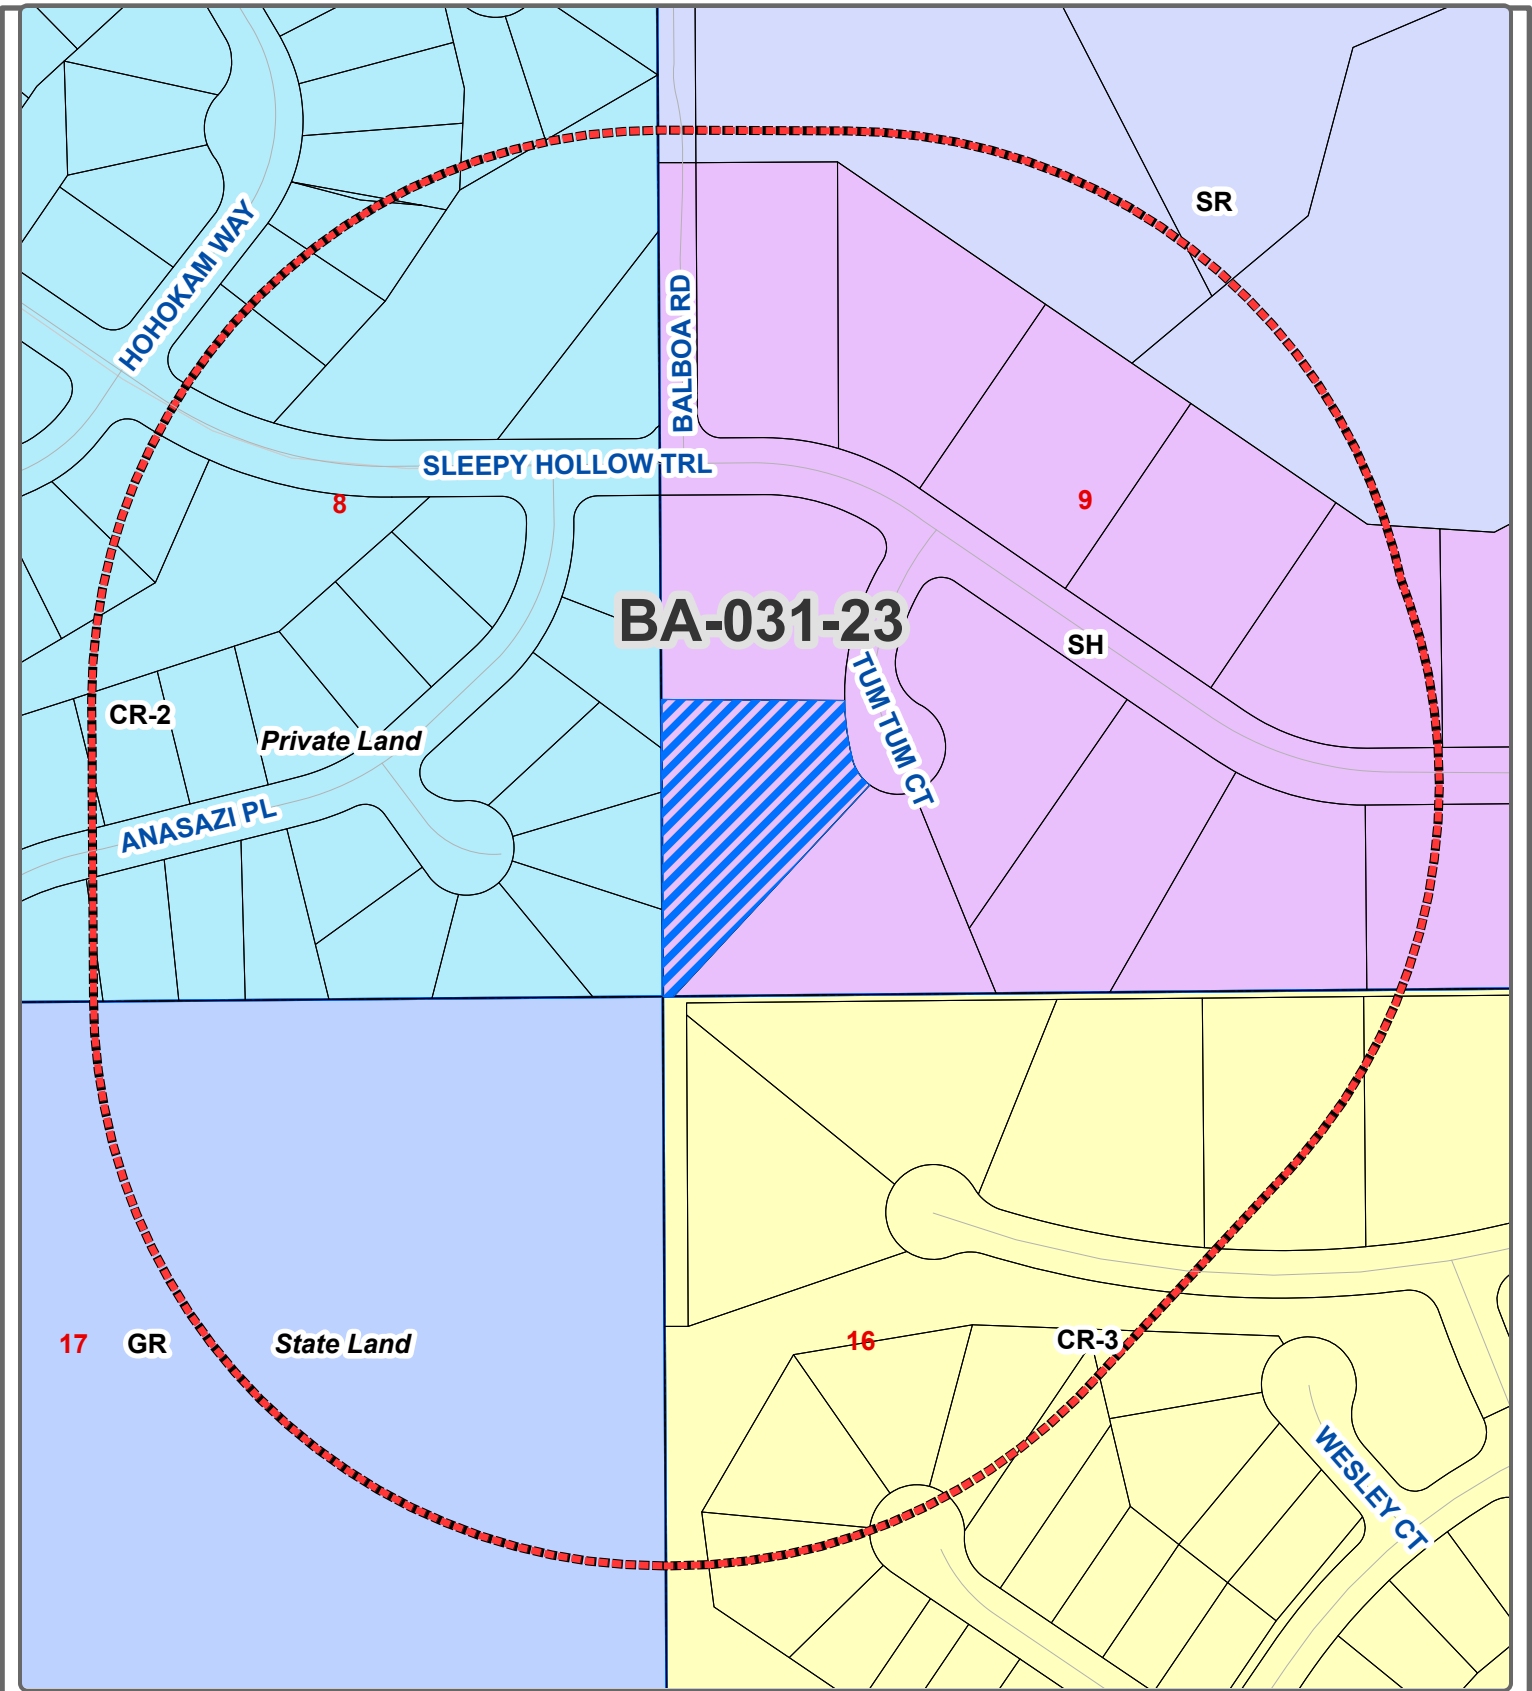 SR
HOHOKAM WAY
BALBOA RD
SLEEPY HOLLOW TRL
8
9
BA-031-23
SH
TUM TUM CT
CR-2
Private Land
ANASAZI PL
17
GR
State Land
16
CR-3
WESLEY CT